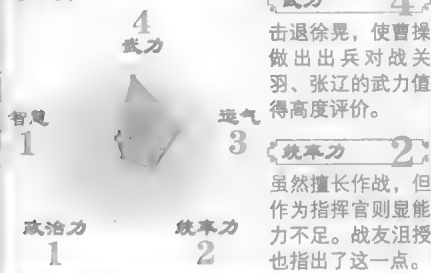 4
武力
智慧
1
运气
3
政治力
1
统率力
2
武力 4
击退徐晃，使曹操
做出出兵对战关
羽、张辽的武力值
得高度评价。
统率力 2
虽然擅长作战，但
作为指挥官则显能
力不足。战友沮授
也指出了这一点。